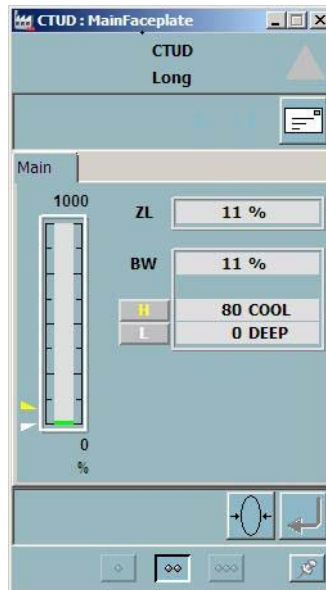 CTUD : MainFaceplate
CTUD
Long
Main
1000
ZL 11 %
BW 11 %
H 80 COOL
L 0 DEEP
0
%